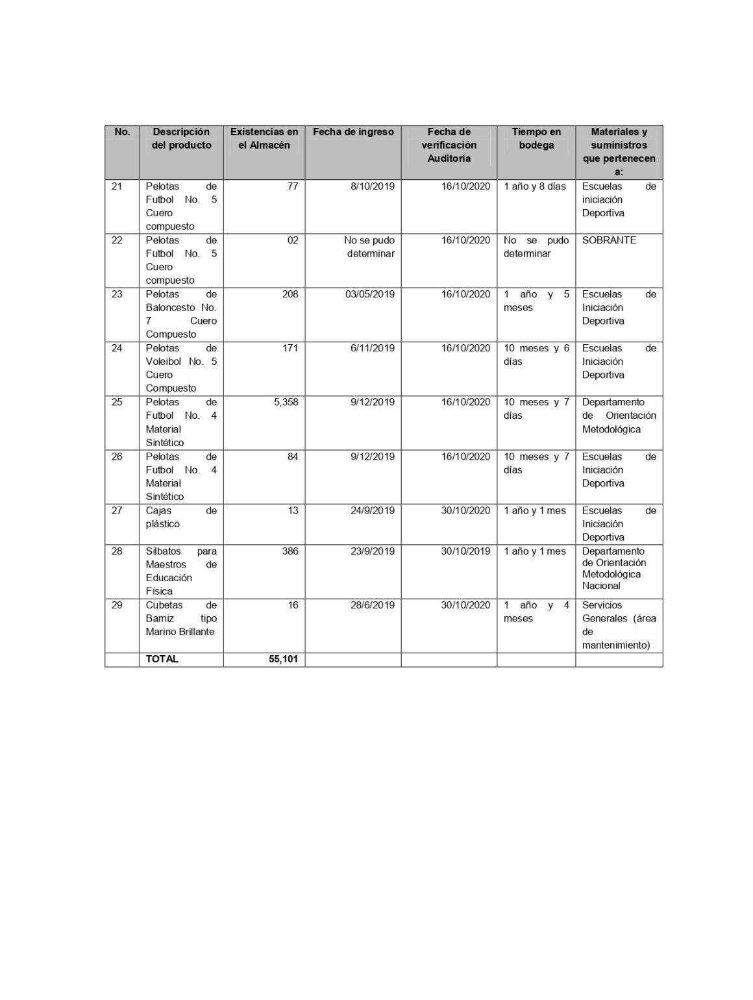 No. Descripción del producto Existencias en el Almacén Fecha de ingreso Fecha de verificación Auditoría Tiempo en bodega Materiales y suministros que pertenecen a:
21 Pelotas de Futbol No. 5 Cuero compuesto 77 8/10/2019 16/10/2020 1 año y 8 días Escuelas de iniciación Deportiva
22 Pelotas de Futbol No. 5 Cuero compuesto 02 No se pudo determinar 16/10/2020 No se pudo determinar SOBRANTE
23 Pelotas de Baloncesto No. 7 Cuero Compuesto 208 03/05/2019 16/10/2020 1 año y 5 meses Escuelas de Iniciación Deportiva
24 Pelotas de Voleibol No. 5 Cuero Compuesto 171 6/11/2019 16/10/2020 10 meses y 6 días Escuelas de Iniciación Deportiva
25 Pelotas de Futbol No. 4 Material Sintético 5,358 9/12/2019 16/10/2020 10 meses y 7 días Departamento de Orientación Metodológica
26 Pelotas de Futbol No. 4 Material Sintético 84 9/12/2019 16/10/2020 10 meses y 7 días Escuelas de Iniciación Deportiva
27 Cajas de plástico 13 24/9/2019 30/10/2020 1 año y 1 mes Escuelas de Iniciación Deportiva
28 Silbatos para Maestros de Educación Física 386 23/9/2019 30/10/2019 1 año y 1 mes Departamento de Orientación Metodológica Nacional
29 Cubetas de Barniz tipo Marino Brillante 16 28/6/2019 30/10/2020 1 año y 4 meses Servicios Generales (área de mantenimiento)
TOTAL 55,101